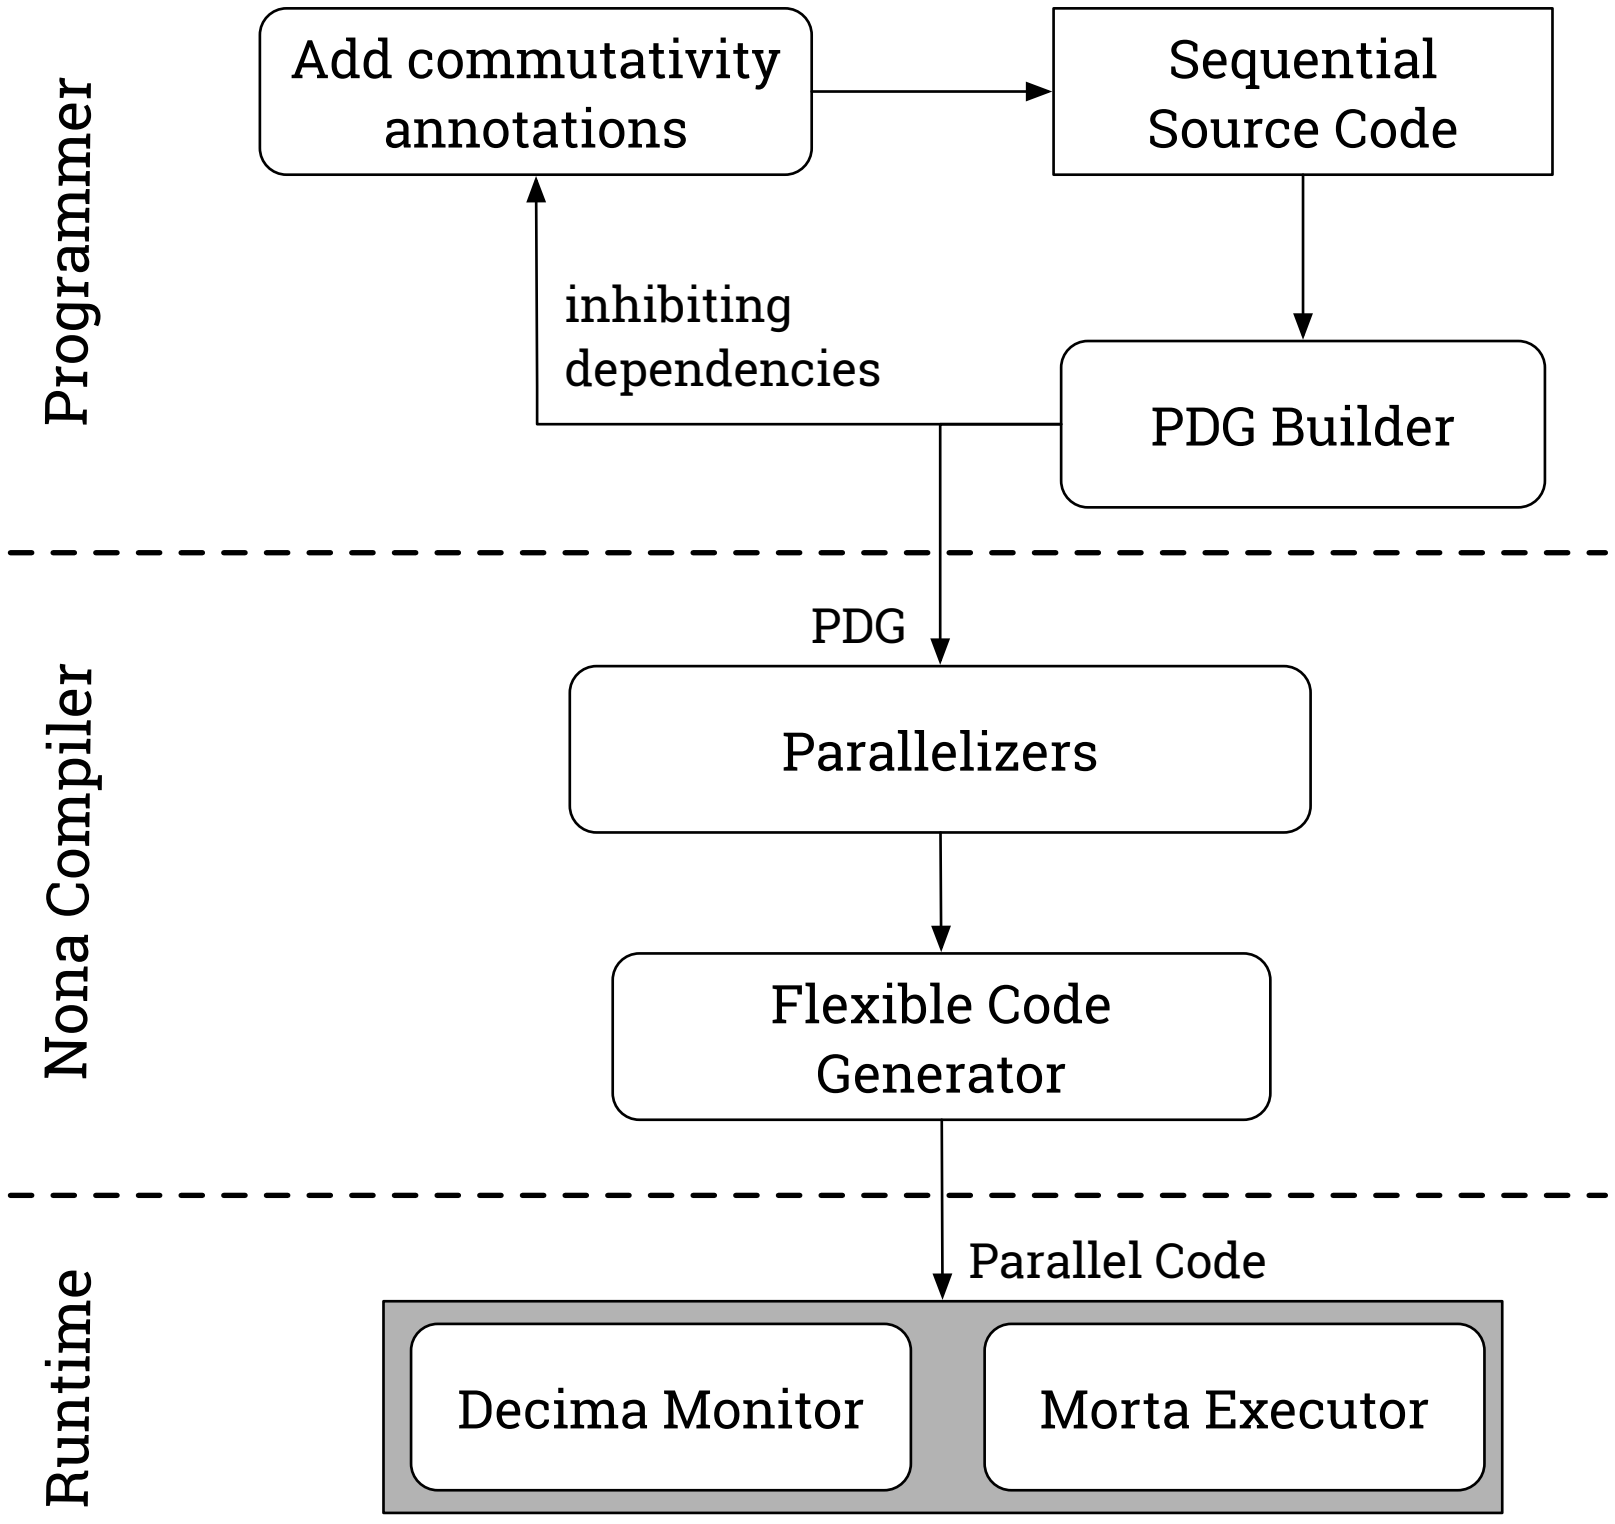 Programmer
Add commutativity
annotations
Sequential
Source Code
inhibiting
dependencies
PDG Builder
Nona Compiler
PDG
Parallelizers
Flexible Code
Generator
Runtime
Parallel Code
Decima Monitor
Morta Executor